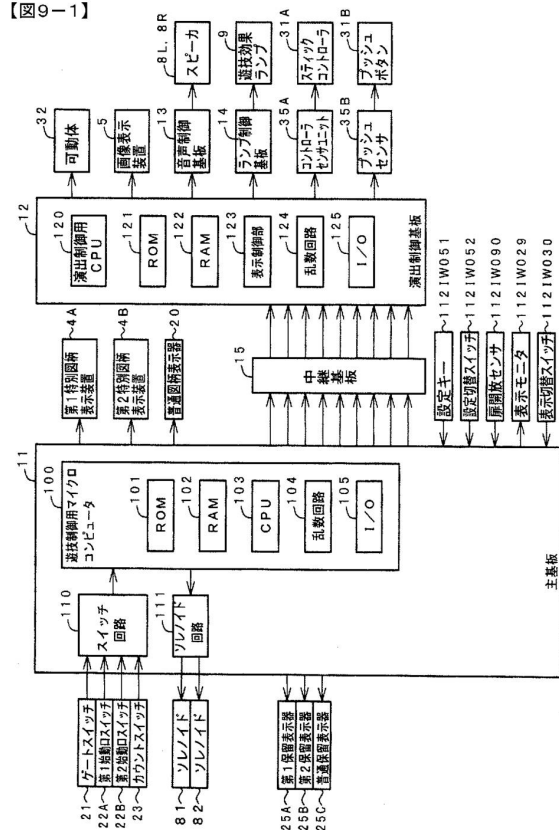 【図9-1】
32
可動体
5
画像表示
装置
13
音声制御
基板
8L、8R
スピーカ
14
ランプ制御
基板
9
遊技効果
ランプ
35A
コントローラ
センサユニット
31A
スティック
コントローラ
35B
プッシュ
センサ
31B
プッシュ
ボタン
12
120
演出制御用
CPU
121
ROM
122
RAM
123
表示制御部
124
乱数回路
125
I/O
演出制御基板
4A
第1特別図柄
表示装置
4B
第2特別図柄
表示装置
20
普通図柄表示器
15
中継
基板
設定キー
112IW051
設定切替スイッチ
112IW052
扉開放センサ
112IW090
表示モニタ
112IW029
表示切替スイッチ
112IW030
11
100
遊技制御用マイクロ
コンピュータ
101
ROM
102
RAM
103
CPU
104
乱数回路
105
I/O
110
スイッチ
回路
111
ソレノイド
回路
主基板
21
ゲートスイッチ
22A
第1始動口スイッチ
22B
第2始動口スイッチ
23
カウントスイッチ
81
ソレノイド
82
ソレノイド
25A
第1保留表示器
25B
第2保留表示器
25C
普通保留表示器